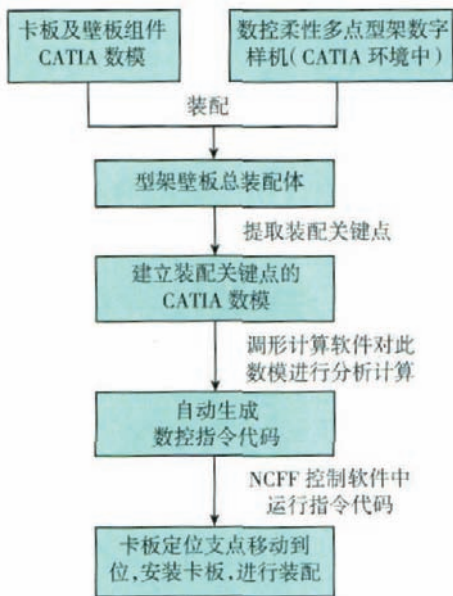 卡板及壁板组件
CATIA 数模
数控柔性多点型架数字
样机(CATIA 环境中)
装配
型架壁板总装配体
提取装配关键点
建立装配关键点的
CATIA 数模
调形计算软件对此
数模进行分析计算
自动生成
数控指令代码
NCFF 控制软件中
运行指令代码
卡板定位支点移动到
位,安装卡板,进行装配